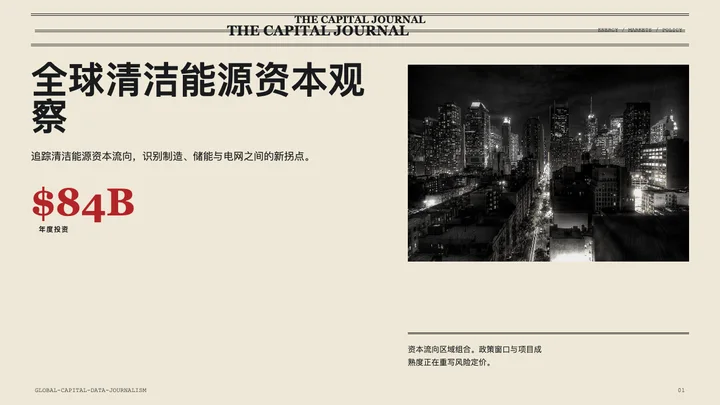 THE CAPITAL JOURNAL
THE CAPITAL JOURNAL
ENERGY / MARKETS / POLICY
全球清洁能源资本观
察
追踪清洁能源资本流向，识别制造、储能与电网之间的新拐点。
$84B
年度投资
资本流向区域组合。政策窗口与项目成
熟度正在重写风险定价。
GLOBAL-CAPITAL-DATA-JOURNALISM
01